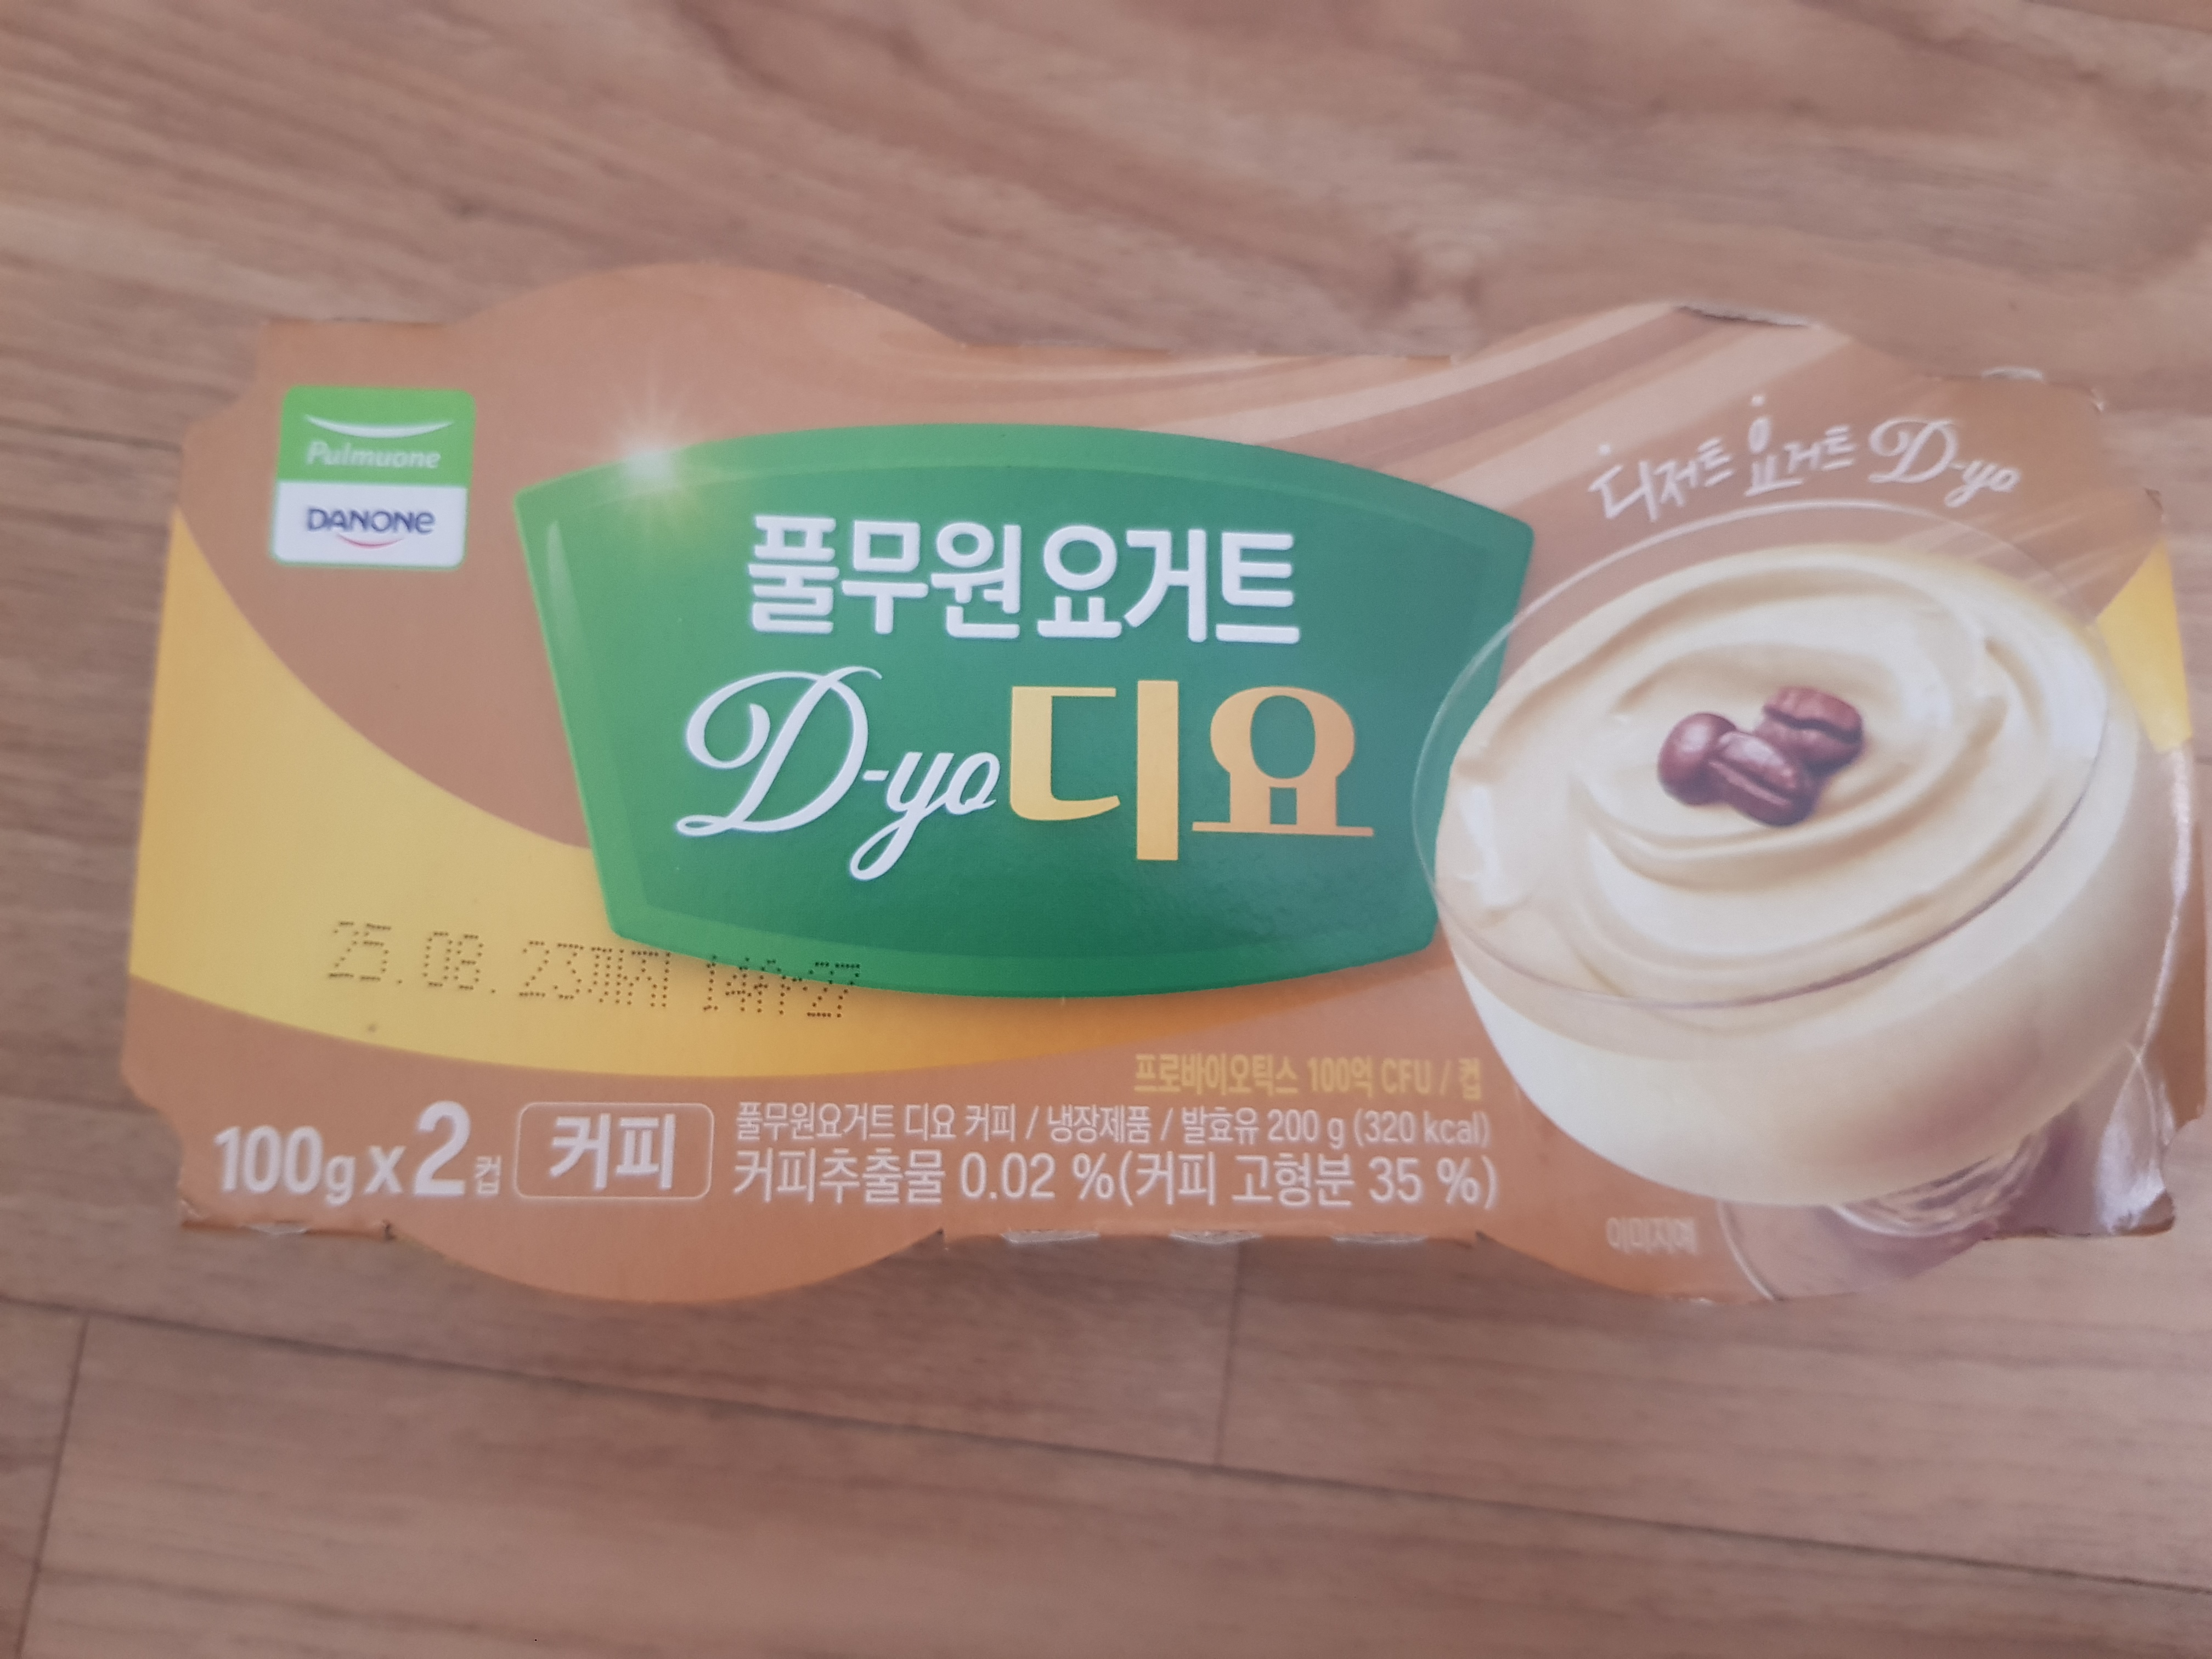 Pulmuone
DANONE
디저트 요거트 D-yo
풀무원요거트
D-yo 디요
25.08.23까지
프로바이오틱스 100억 CFU / 컵
100g x 2컵
커피
풀무원요거트 디요 커피 / 냉장제품 / 발효유 200 g (320 kcal)
커피추출물 0.02 %(커피 고형분 35 %)
이미지예